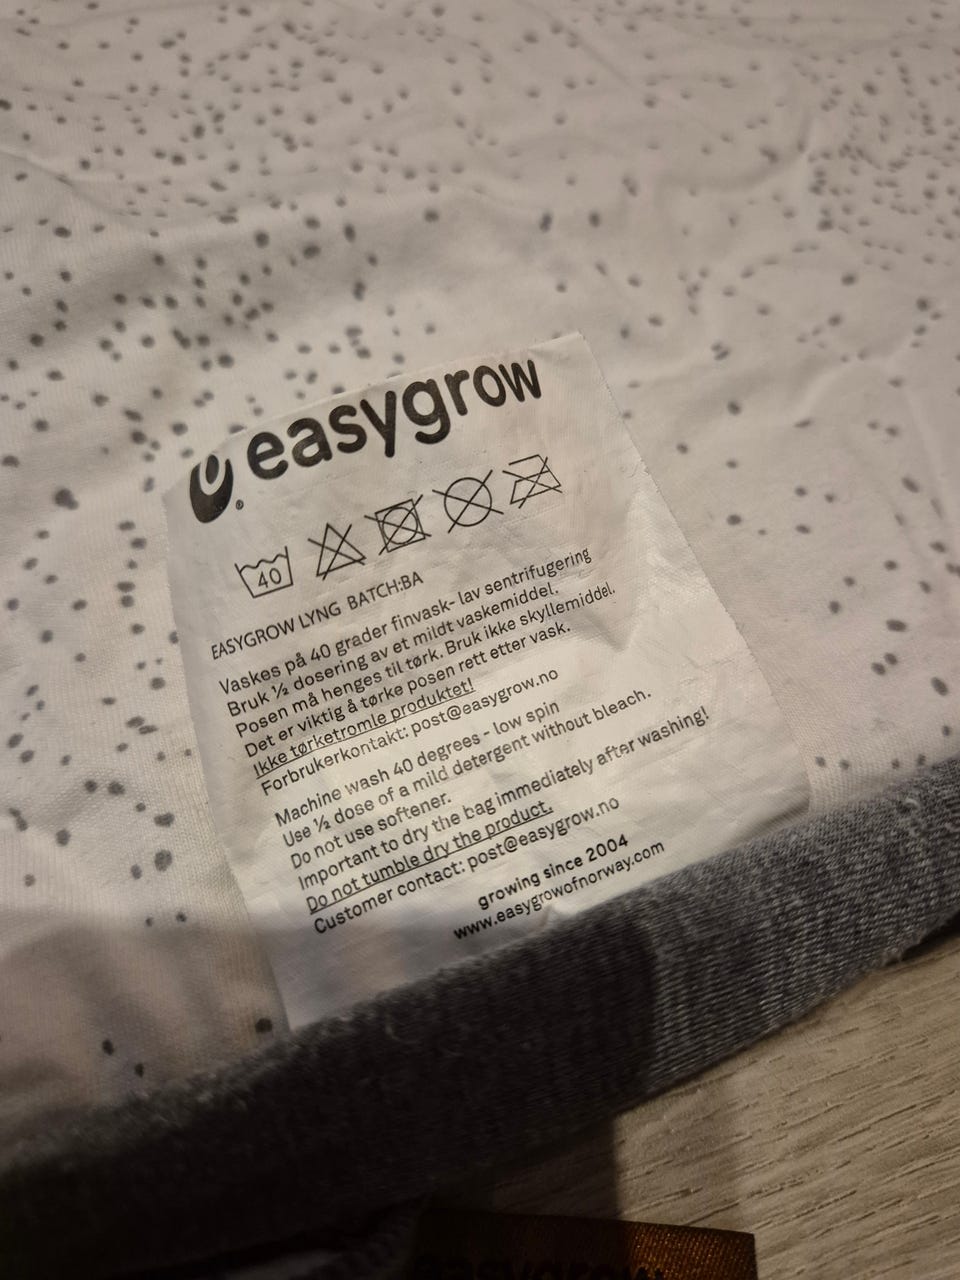 easygrow
®
40
EASYGROW LYNG BATCH:BA
Vaskes på 40 grader finvask- lav sentrifugering
Bruk ½ dosering av et mildt vaskemiddel.
Posen må henges til tørk. Bruk ikke skyllemiddel.
Det er viktig å tørke posen rett etter vask.
Ikke tørketromle produktet!
Forbrukerkontakt: post@easygrow.no
Machine wash 40 degrees - low spin
Use ½ dose of a mild detergent without bleach.
Do not use softener.
Important to dry the bag immediately after washing!
Do not tumble dry the product.
Customer contact: post@easygrow.no
growing since 2004
www.easygrowofnorway.com